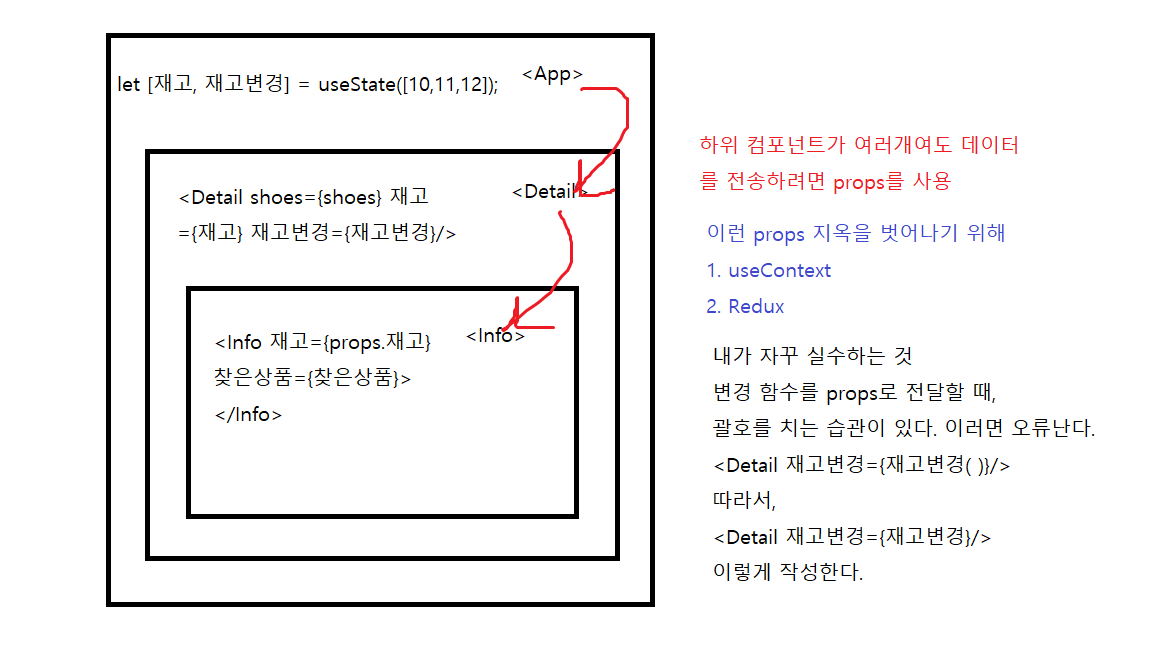 let [재고, 재고변경] = useState([10,11,12]);
<App>
<Detail shoes={shoes} 재고
={재고} 재고변경={재고변경}/>
<Detail>
<Info 재고={props.재고}
찾은상품={찾은상품}>
</Info>
<Info>
하위 컴포넌트가 여러개여도 데이터
를 전송하려면 props를 사용
이런 props 지옥을 벗어나기 위해
1. useContext
2. Redux
내가 자꾸 실수하는 것
변경 함수를 props로 전달할 때,
괄호를 치는 습관이 있다. 이러면 오류난다.
<Detail 재고변경={재고변경( )}/>
따라서,
<Detail 재고변경={재고변경}/>
이렇게 작성한다.